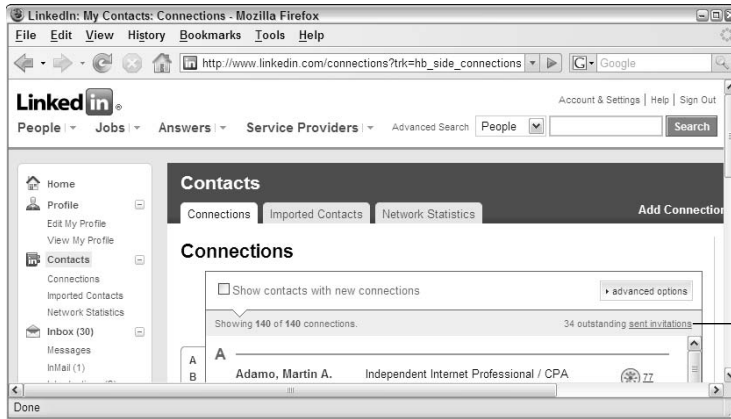 LinkedIn: My Contacts: Connections - Mozilla Firefox
File Edit View History Bookmarks Tools Help
http://www.linkedin.com/connections?trk=hb_side_connections G Google
Linked in
Account & Settings | Help | Sign Out
People Jobs Answers Service Providers Advanced Search People Search
Home
Profile
Edit My Profile
View My Profile
Contacts
Connections
Imported Contacts
Network Statistics
Inbox (30)
Messages
InMail (1)
Contacts
Connections Imported Contacts Network Statistics Add Connection
Connections
Show contacts with new connections advanced options
Showing 140 of 140 connections. 34 outstanding sent invitations
A
B
A
Adamo, Martin A. Independent Internet Professional / CPA 77
Done